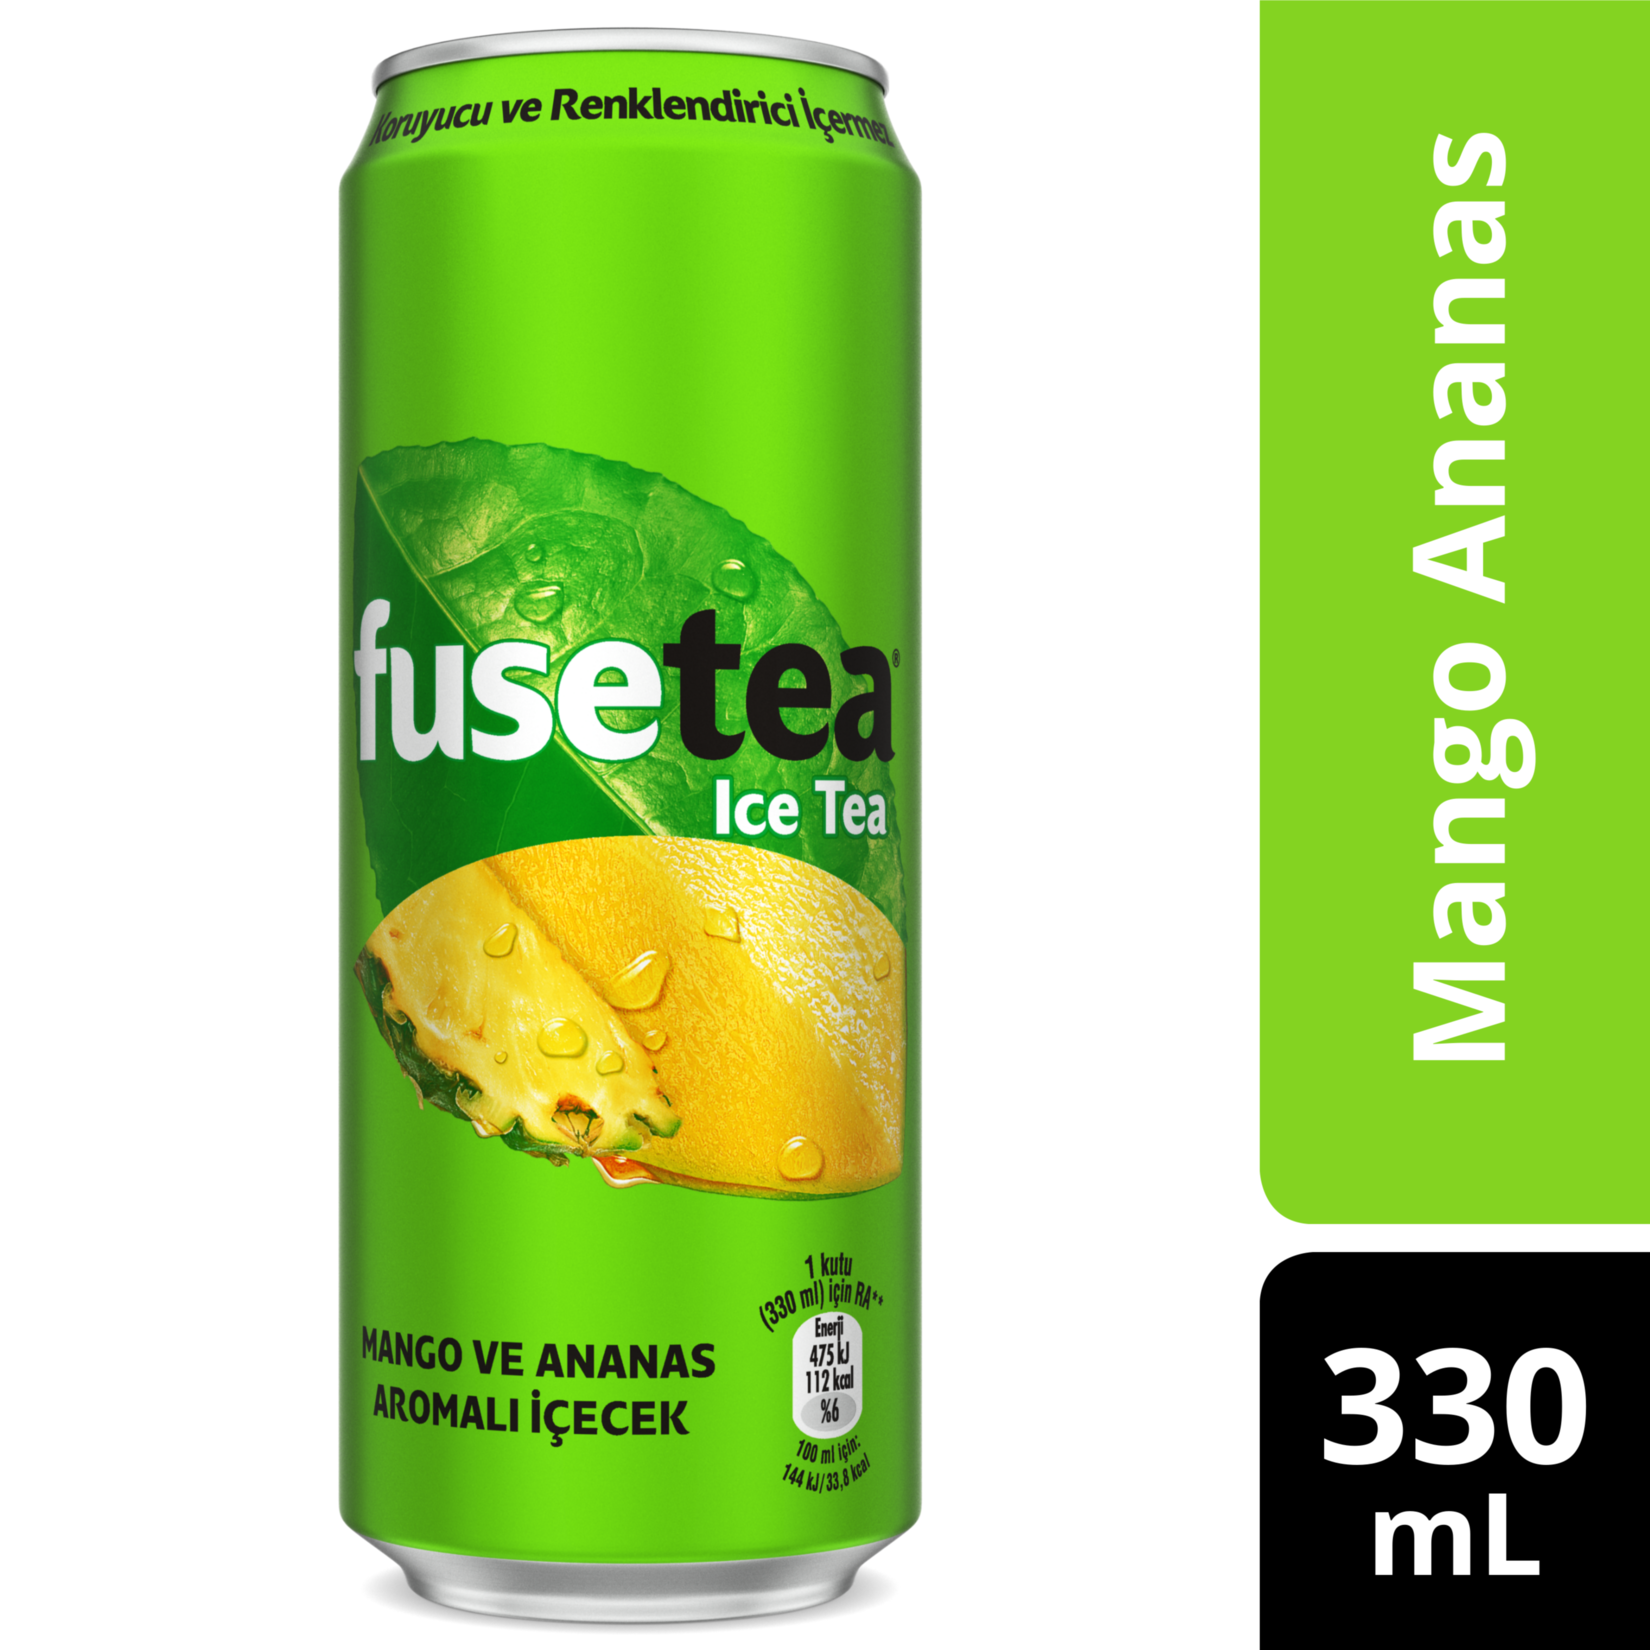 Koruyucu ve Renklendirici İçermez
fusetea®
Ice Tea
MANGO VE ANANAS
AROMALI İÇECEK
1 kutu
(330 ml) için RA**
Enerji
475 kJ
112 kcal
%6
100 ml için:
144 kJ/33,8 kcal
Mango Ananas
330
mL